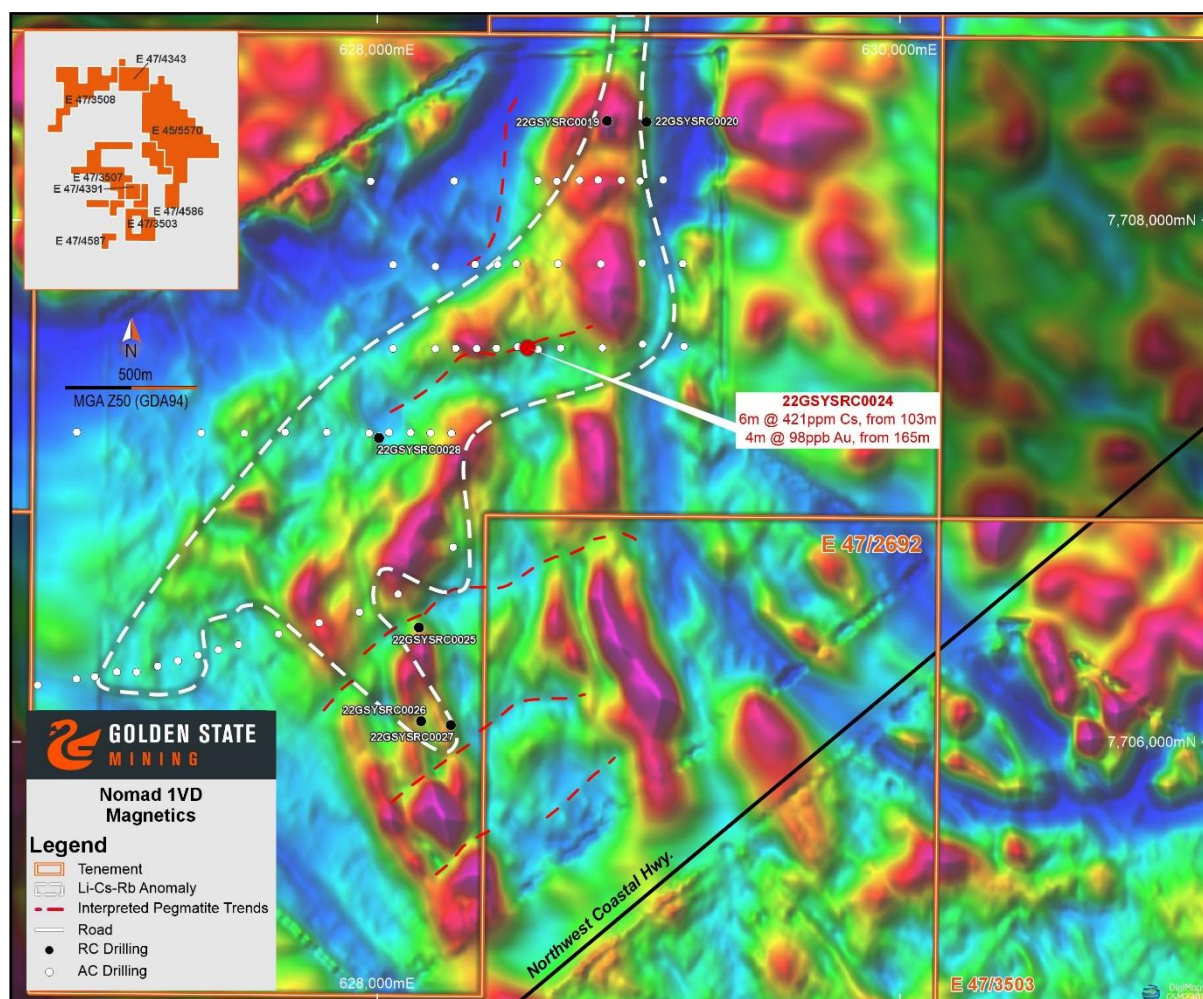 628,000mE
630,000mE
E 47/4343
E 47/3508
E 45/5570
E 47/3507
E 47/4391
E 47/4586
E 47/3503
E 47/4587
22GSYSRC0019
22GSYSRC0020
7,708,000mN
N
500m
MGA Z50 (GDA94)
22GSYSRC0024
6m @ 421ppm Cs, from 103m
4m @ 98ppb Au, from 165m
22GSYSRC0028
E 47/2692
22GSYSRC0025
22GSYSRC0026
22GSYSRC0027
7,706,000mN
GOLDEN STATE
MINING
Nomad 1VD
Magnetics
Legend
Tenement
Li-Cs-Rb Anomaly
Interpreted Pegmatite Trends
Road
RC Drilling
AC Drilling
Northwest Coastal Hwy.
628,000mE
E 47/3503
DigiMap